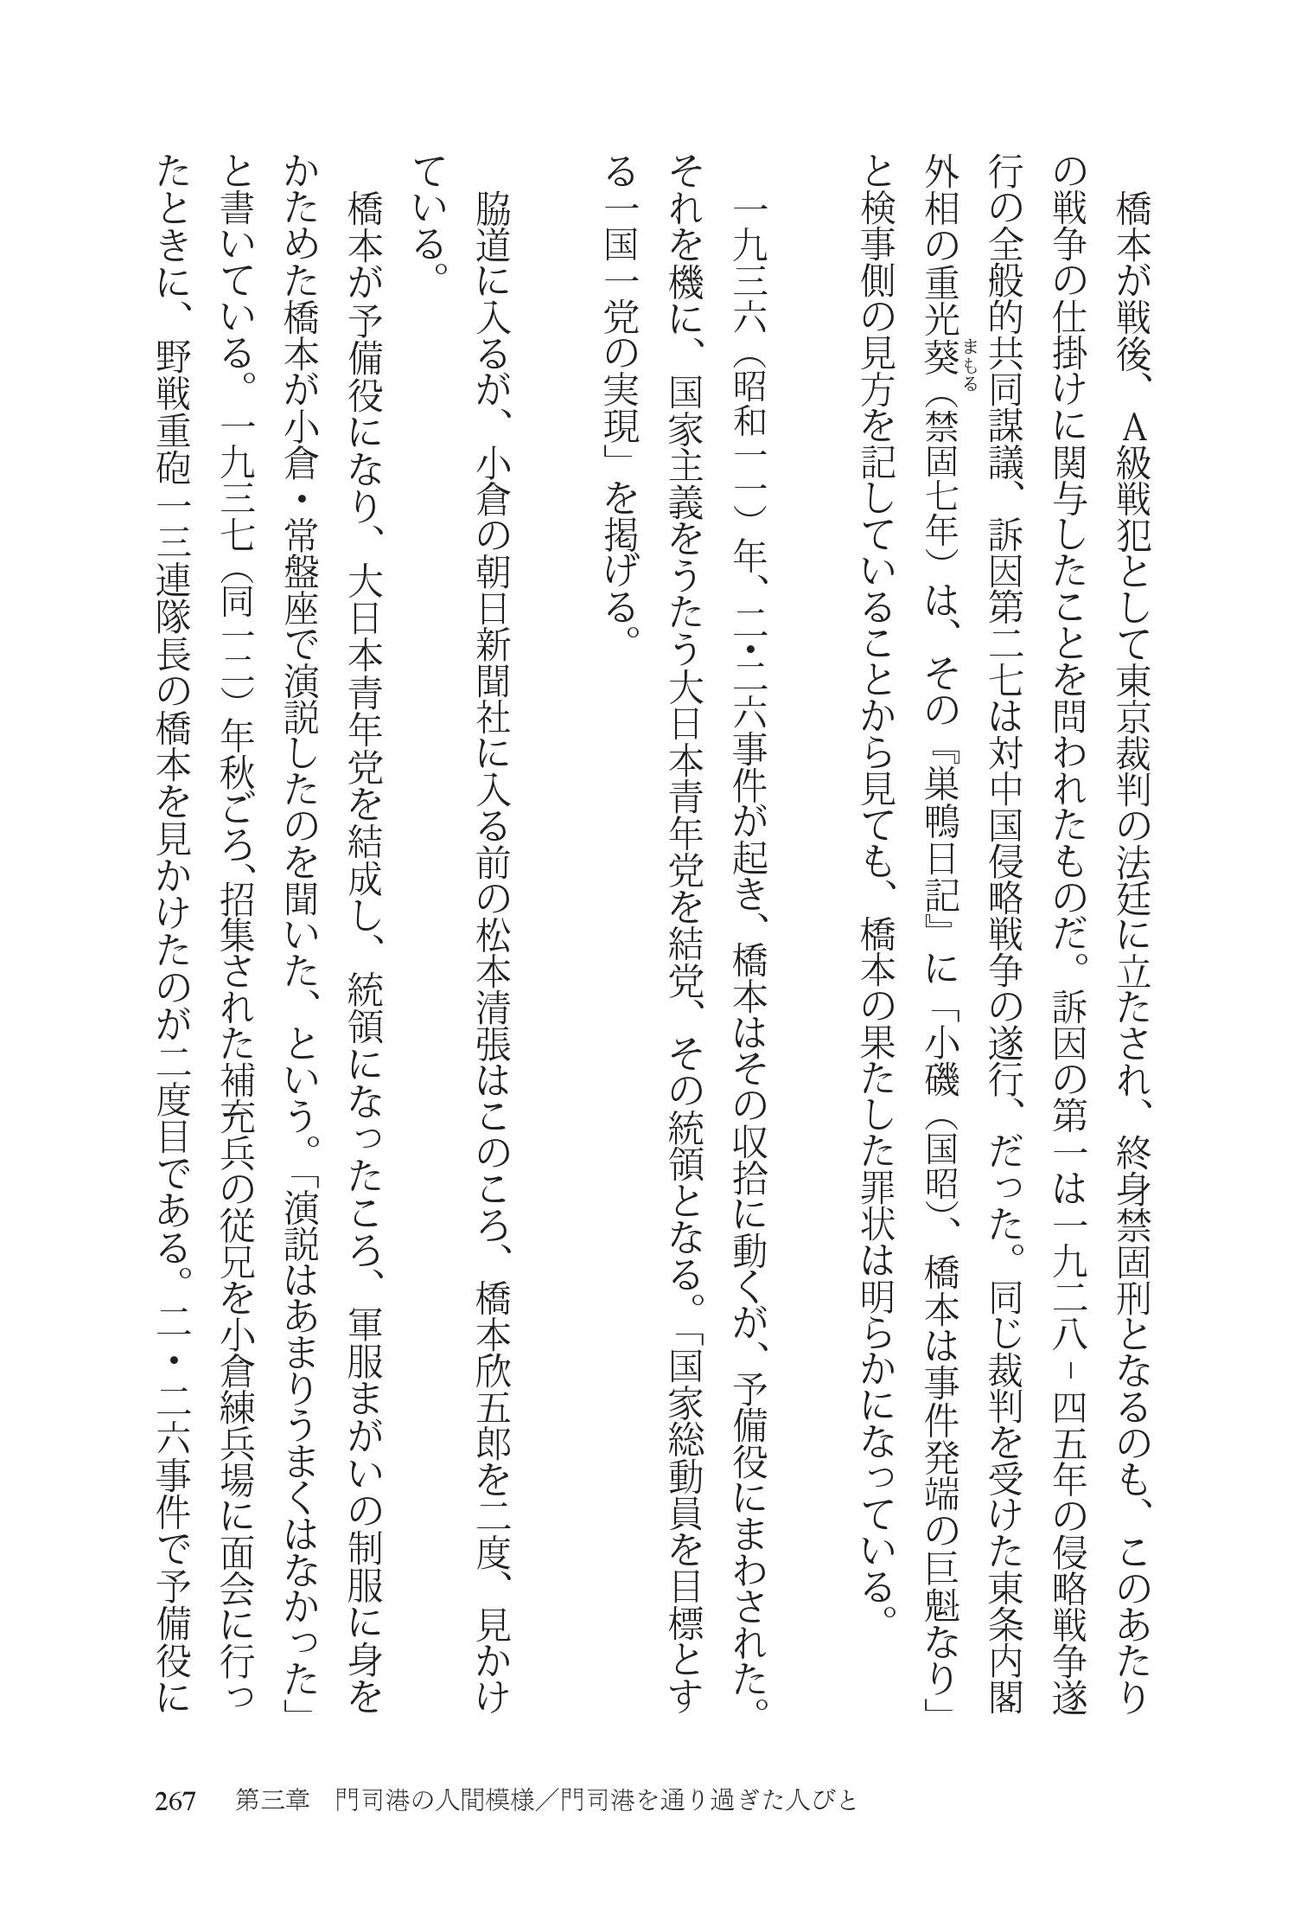 橋本が戦後、Ａ級戦犯として東京裁判の法廷に立たされ、終身禁固刑となるのも、このあたり
の戦争の仕掛けに関与したことを問われたものだ。訴因の第一は一九二八－四五年の侵略戦争遂
行の全般的共同謀議、訴因第二七は対中国侵略戦争の遂行、だった。同じ裁判を受けた東条内閣
外相の重光葵（禁固七年）は、その『巣鴨日記』に「小磯（国昭）、橋本は事件発端の巨魁なり」
まもる
と検事側の見方を記していることから見ても、橋本の果たした罪状は明らかになっている。
一九三六（昭和一一）年、二・二六事件が起き、橋本はその収拾に動くが、予備役にまわされた。
それを機に、国家主義をうたう大日本青年党を結党、その統領となる。「国家総動員を目標とす
る一国一党の実現」を掲げる。
脇道に入るが、小倉の朝日新聞社に入る前の松本清張はこのころ、橋本欣五郎を二度、見かけ
ている。
橋本が予備役になり、大日本青年党を結成し、統領になったころ、軍服まがいの制服に身を
かためた橋本が小倉・常盤座で演説したのを聞いた、という。「演説はあまりうまくはなかった」
と書いている。一九三七（同一二）年秋ごろ、招集された補充兵の従兄を小倉練兵場に面会に行っ
たときに、野戦重砲一三連隊長の橋本を見かけたのが二度目である。二・二六事件で予備役に
267　第三章　門司港の人間模様／門司港を通り過ぎた人びと